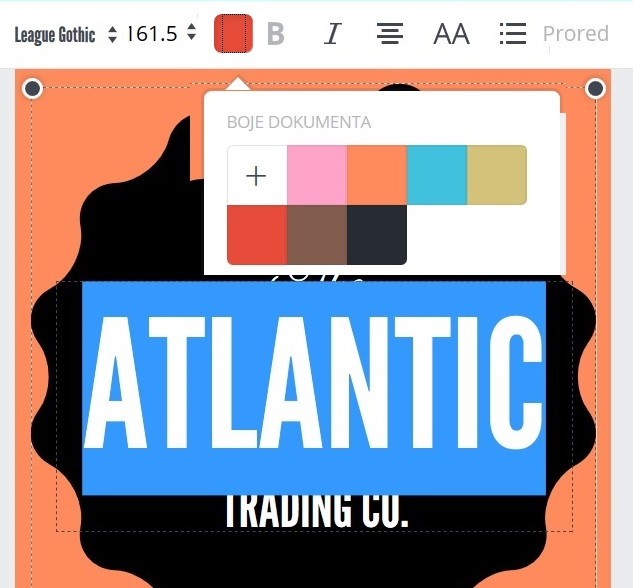 League Gothic 161.5 B I AA Prored
BOJE DOKUMENTA
ATLANTIC
TRADING CO.